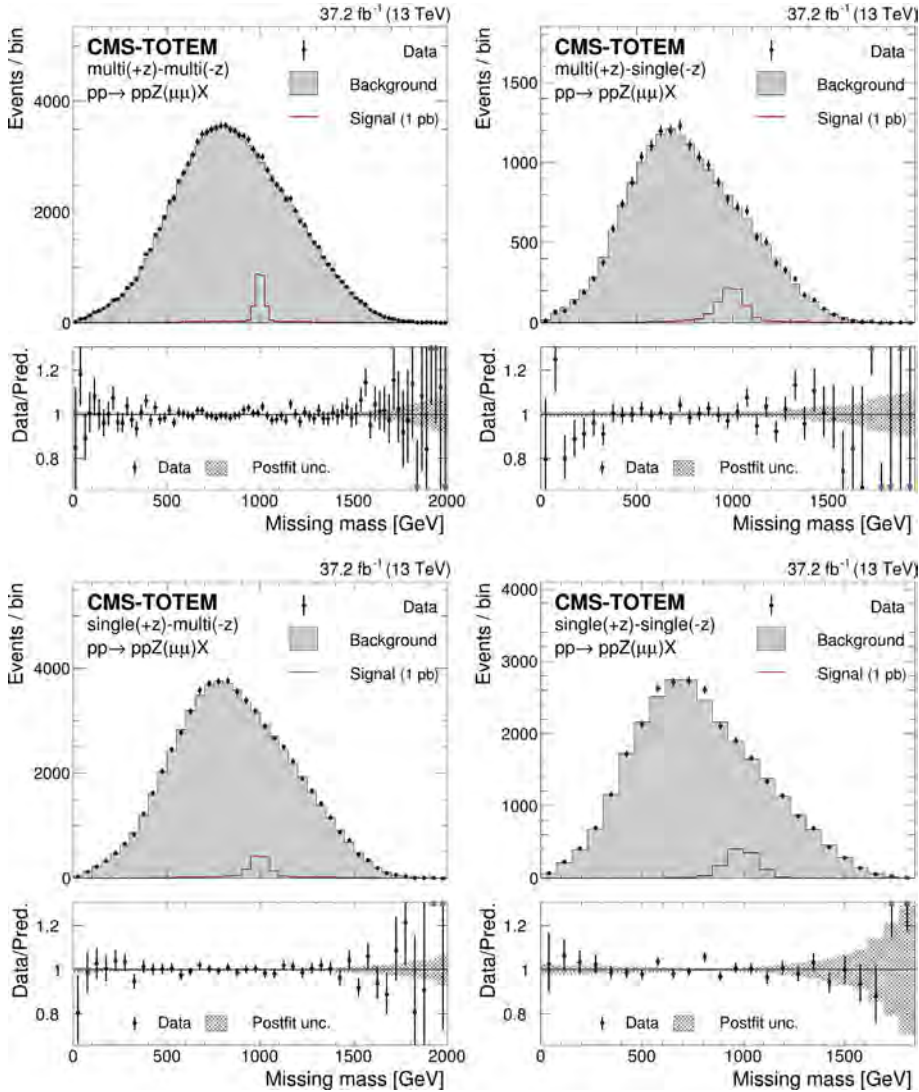 37.2 fb⁻¹ (13 TeV)
Events / bin
CMS-TOTEM
multi(+z)-multi(-z)
pp→ ppZ(μμ)X
Data
Background
Signal (1 pb)
4000
2000
0
Data/Pred.
1.2
1
0.8
Data
Postfit unc.
0 500 1000 1500 2000
Missing mass [GeV]
37.2 fb⁻¹ (13 TeV)
Events / bin
CMS-TOTEM
multi(+z)-single(-z)
pp→ ppZ(μμ)X
Data
Background
Signal (1 pb)
1500
1000
500
0
Data/Pred.
1.2
1
0.8
Data
Postfit unc.
0 500 1000 1500
Missing mass [GeV]
37.2 fb⁻¹ (13 TeV)
Events / bin
CMS-TOTEM
single(+z)-multi(-z)
pp→ ppZ(μμ)X
Data
Background
Signal (1 pb)
4000
2000
0
Data/Pred.
1.2
1
0.8
Data
Postfit unc.
0 500 1000 1500 2000
Missing mass [GeV]
37.2 fb⁻¹ (13 TeV)
Events / bin
CMS-TOTEM
single(+z)-single(-z)
pp→ ppZ(μμ)X
Data
Background
Signal (1 pb)
4000
3000
2000
1000
0
Data/Pred.
1.2
1
0.8
Data
Postfit unc.
0 500 1000 1500
Missing mass [GeV]